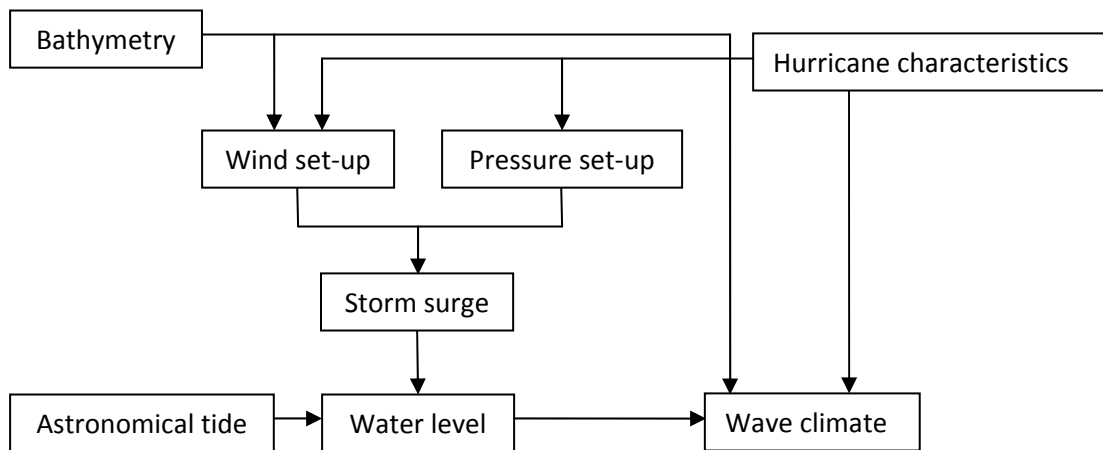 Bathymetry
Hurricane characteristics
Wind set-up
Pressure set-up
Storm surge
Astronomical tide
Water level
Wave climate